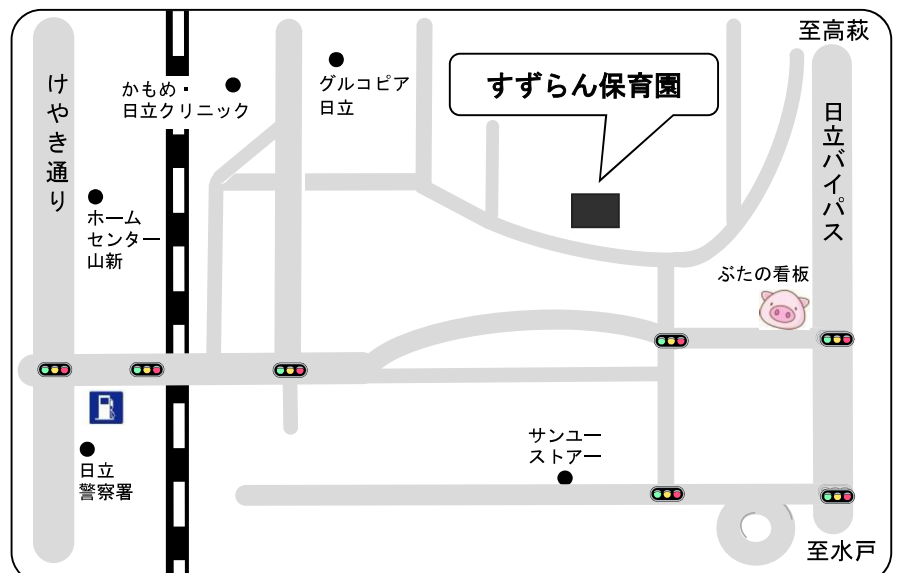 至高萩
けやき通り
かもめ・
日立クリニック
グルコピア
日立
すずらん保育園
日立バイパス
ホーム
センター
山新
ぶたの看板
サンユー
ストアー
日立
警察署
至水戸